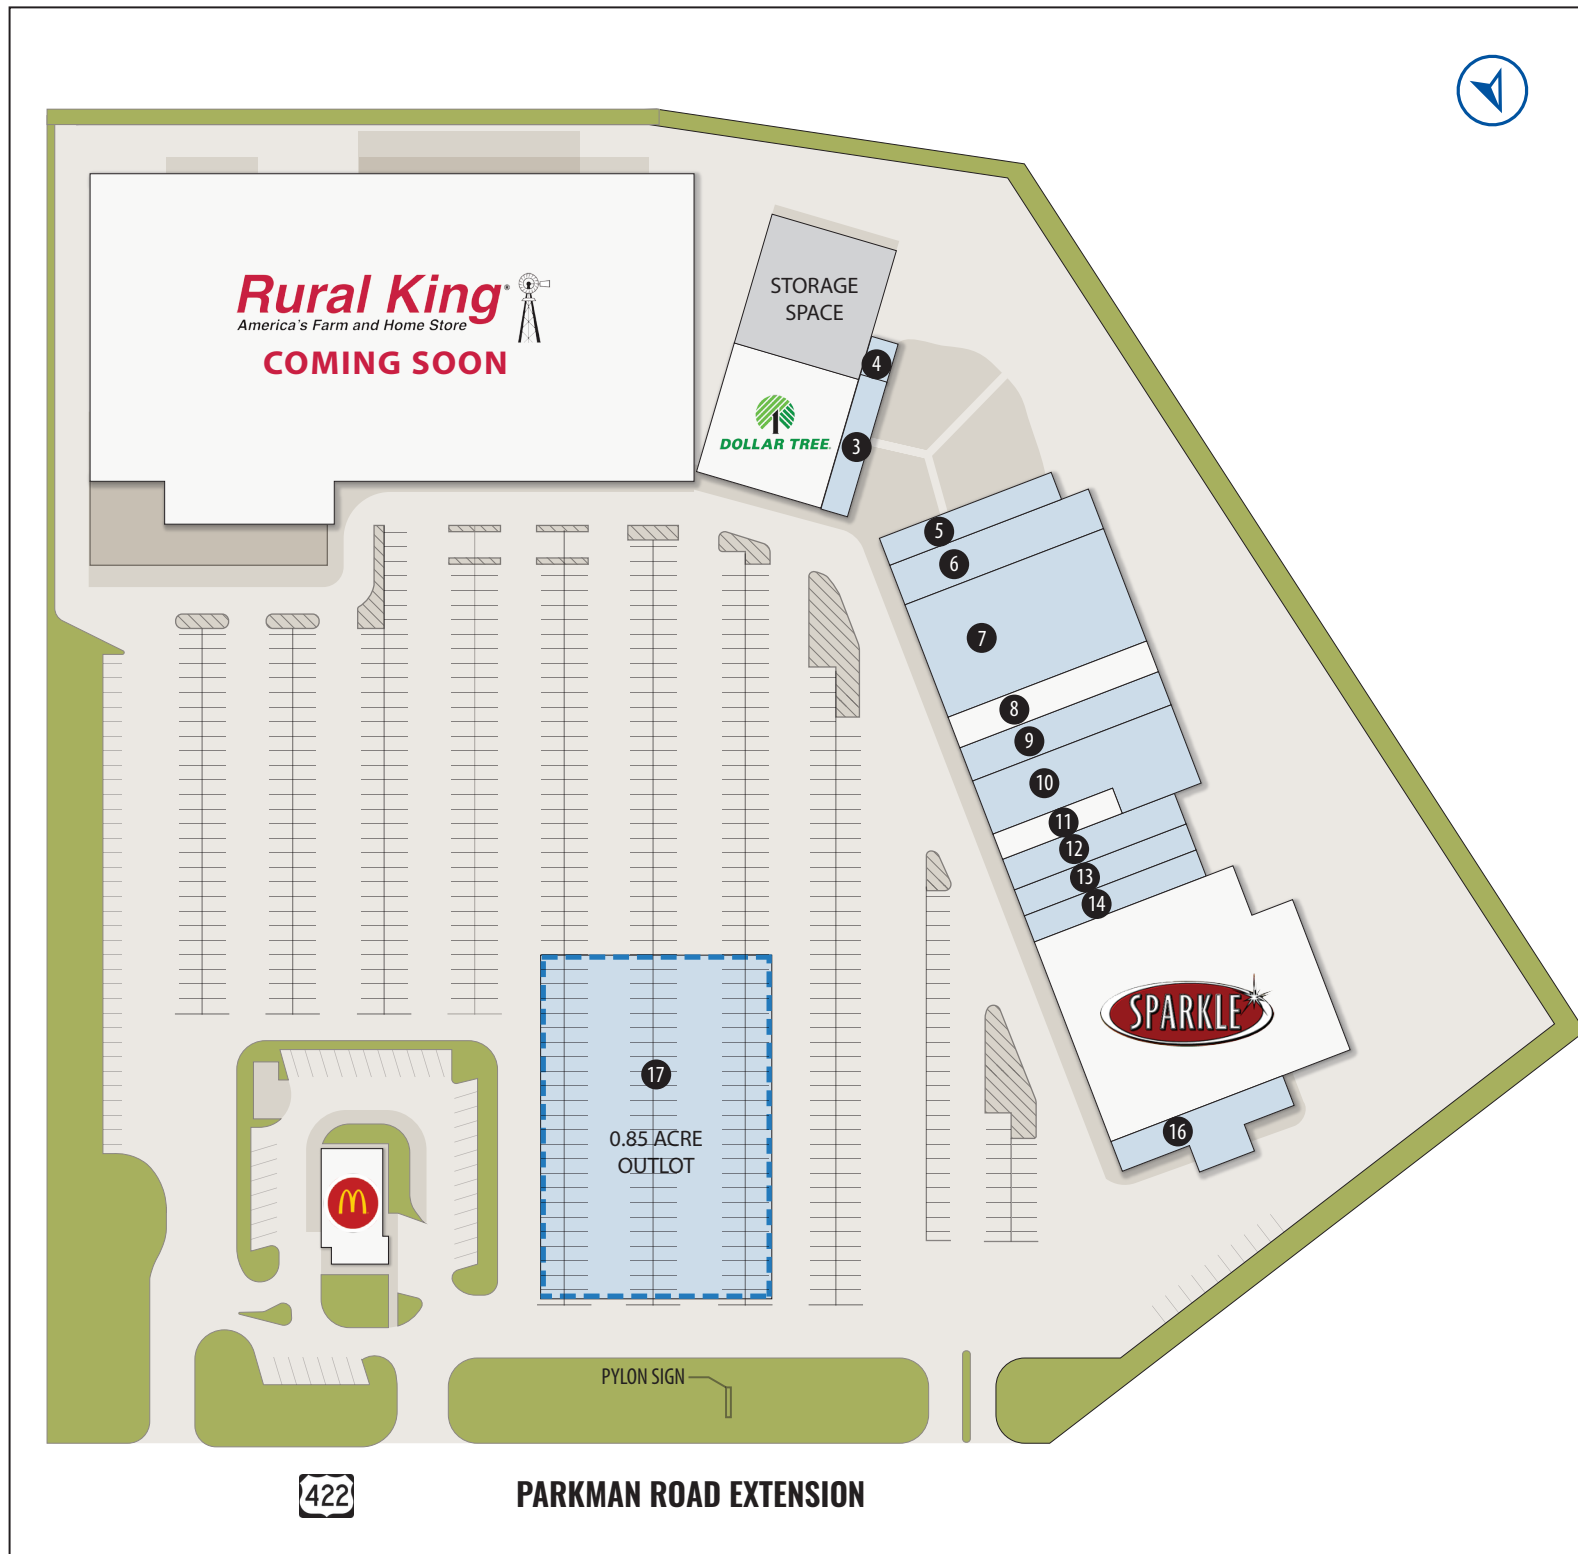 Rural King
America's Farm and Home Store
COMING SOON
STORAGE
SPACE
4
DOLLAR TREE
3
5
6
7
8
9
10
11
12
13
14
SPARKLE
16
17
0.85 ACRE
OUTLOT
PYLON SIGN
422
PARKMAN ROAD EXTENSION